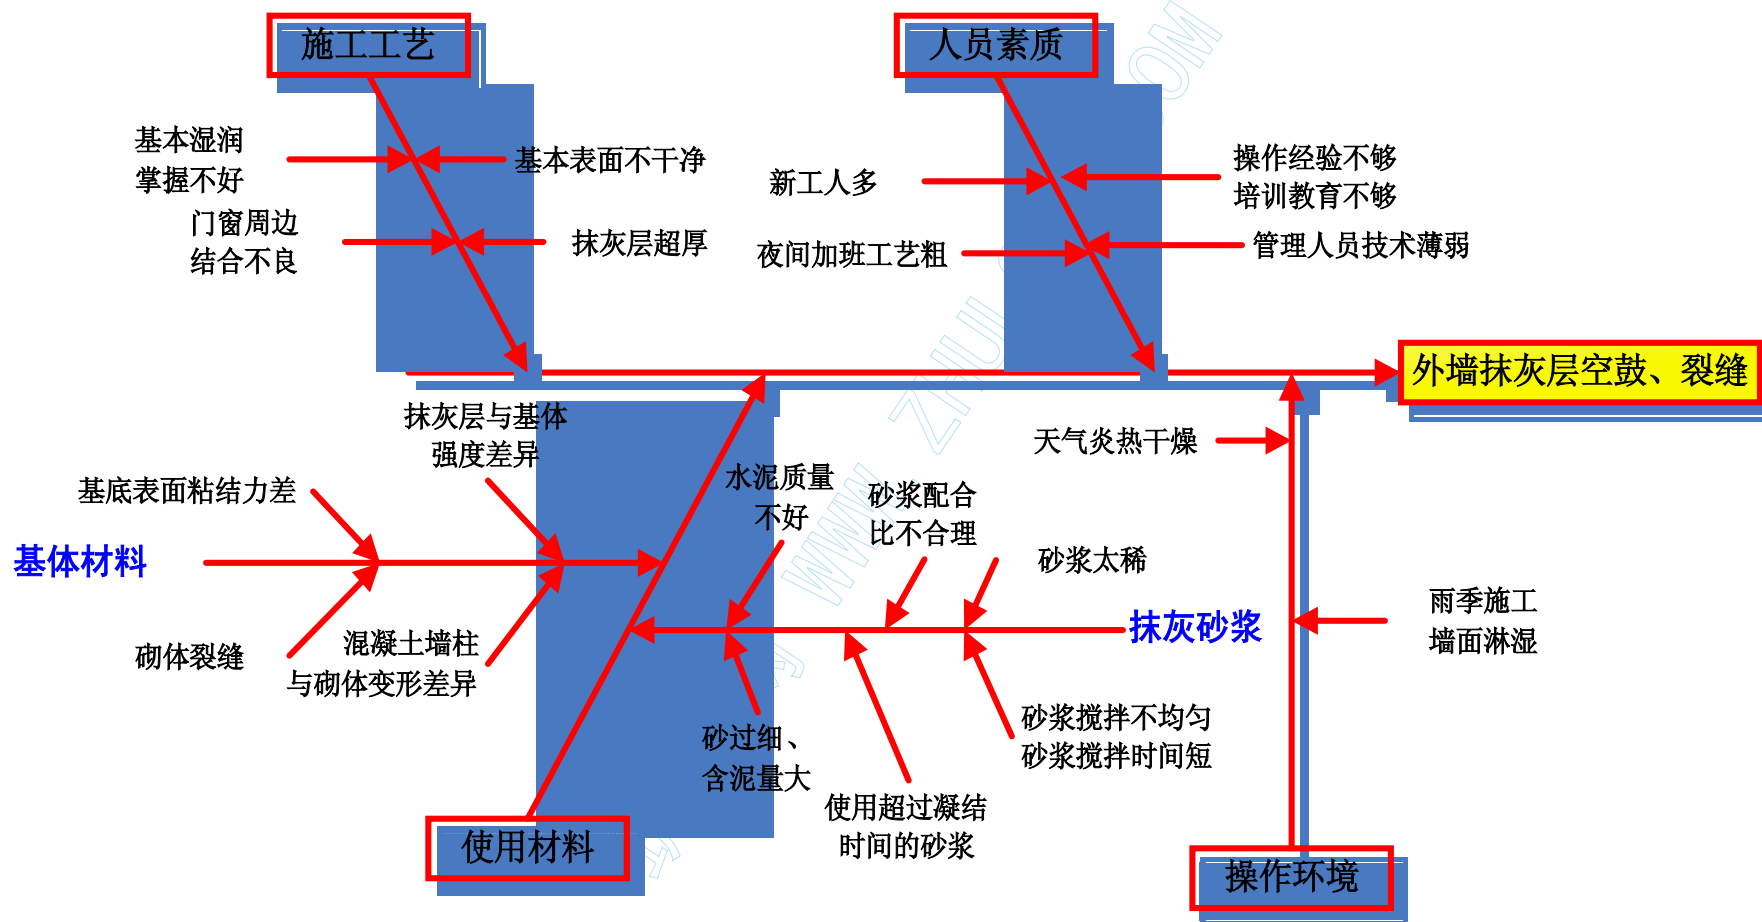 施工工艺
人员素质
基本湿润
掌握不好
基本表面不干净
门窗周边
结合不良
抹灰层超厚
新工人多
操作经验不够
培训教育不够
夜间加班工艺粗
管理人员技术薄弱
外墙抹灰层空鼓、裂缝
抹灰层与基体
强度差异
基底表面粘结力差
基体材料
砌体裂缝
混凝土墙柱
与砌体变形差异
水泥质量
不好
砂浆配合
比不合理
砂浆太稀
抹灰砂浆
砂过细、
含泥量大
使用超过凝结
时间的砂浆
砂浆搅拌不均匀
砂浆搅拌时间短
天气炎热干燥
雨季施工
墙面淋湿
使用材料
操作环境